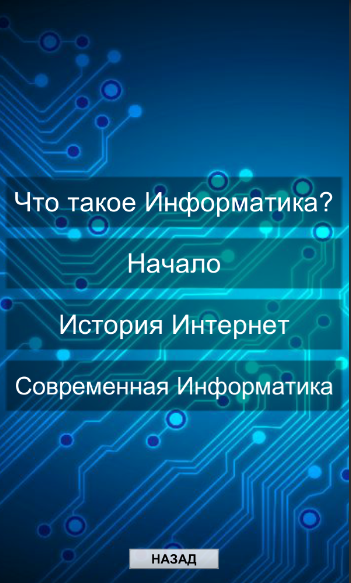 Что такое Информатика?
Начало
История Интернет
Современная Информатика
НАЗАД